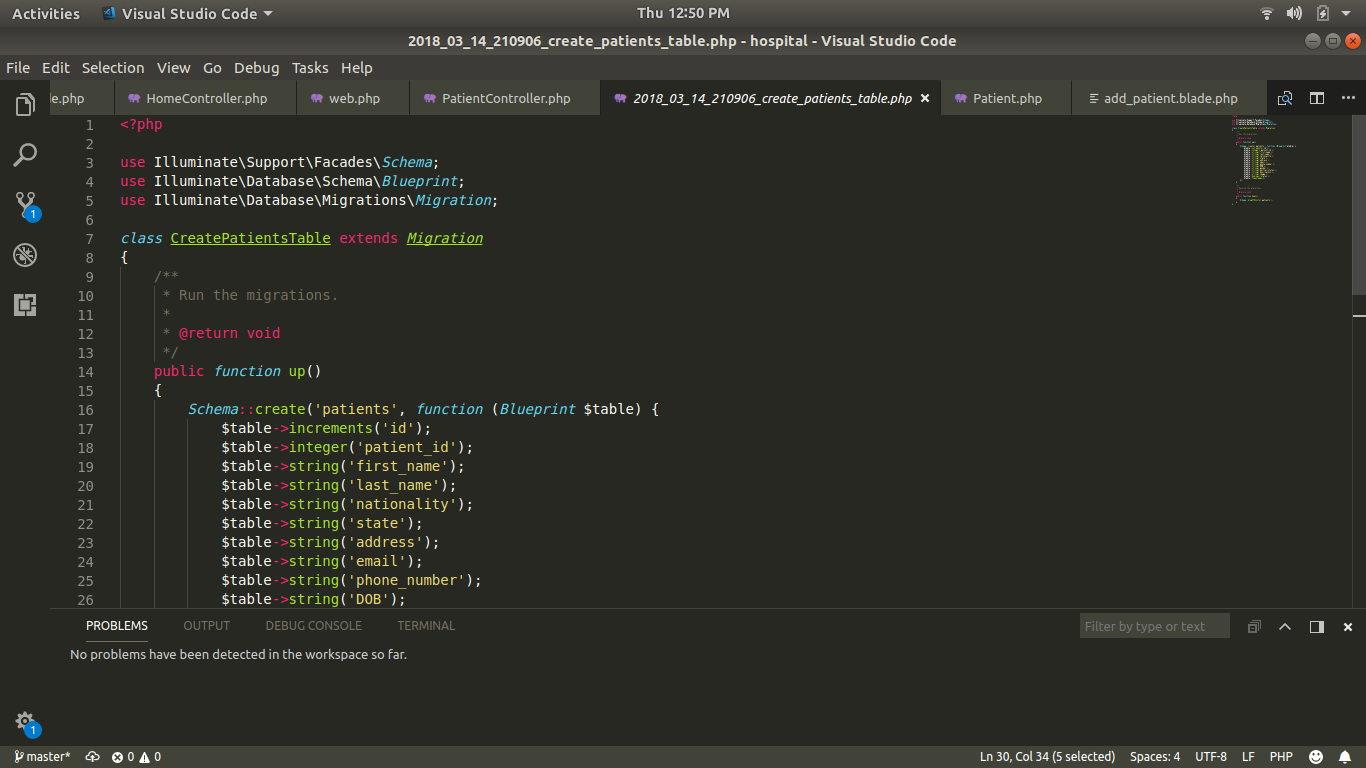 Activities Visual Studio Code Thu 12:50 PM
2018_03_14_210906_create_patients_table.php - hospital - Visual Studio Code
File Edit Selection View Go Debug Tasks Help
le.php HomeController.php web.php PatientController.php 2018_03_14_210906_create_patients_table.php Patient.php add_patient.blade.php
1 <?php
2
3 use Illuminate\Support\Facades\Schema;
4 use Illuminate\Database\Schema\Blueprint;
5 use Illuminate\Database\Migrations\Migration;
6
7 class CreatePatientsTable extends Migration
8 {
9 /**
10 * Run the migrations.
11 *
12 * @return void
13 */
14 public function up()
15 {
16 Schema::create('patients', function (Blueprint $table) {
17 $table->increments('id');
18 $table->integer('patient_id');
19 $table->string('first_name');
20 $table->string('last_name');
21 $table->string('nationality');
22 $table->string('state');
23 $table->string('address');
24 $table->string('email');
25 $table->string('phone_number');
26 $table->string('DOB');
PROBLEMS OUTPUT DEBUG CONSOLE TERMINAL Filter by type or text
No problems have been detected in the workspace so far.
1
1
master* 0 0 Ln 30, Col 34 (5 selected) Spaces: 4 UTF-8 LF PHP